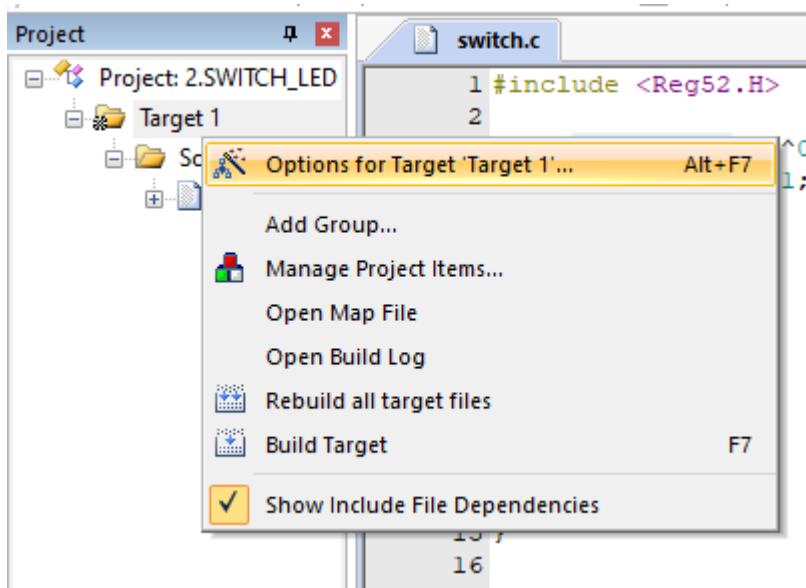 Project
switch.c
Project: 2.SWITCH_LED
1 #include <Reg52.H>
Target 1
2
Options for Target 'Target 1'... Alt+F7
Add Group...
Manage Project Items...
Open Map File
Open Build Log
Rebuild all target files
Build Target F7
Show Include File Dependencies
15 }
16